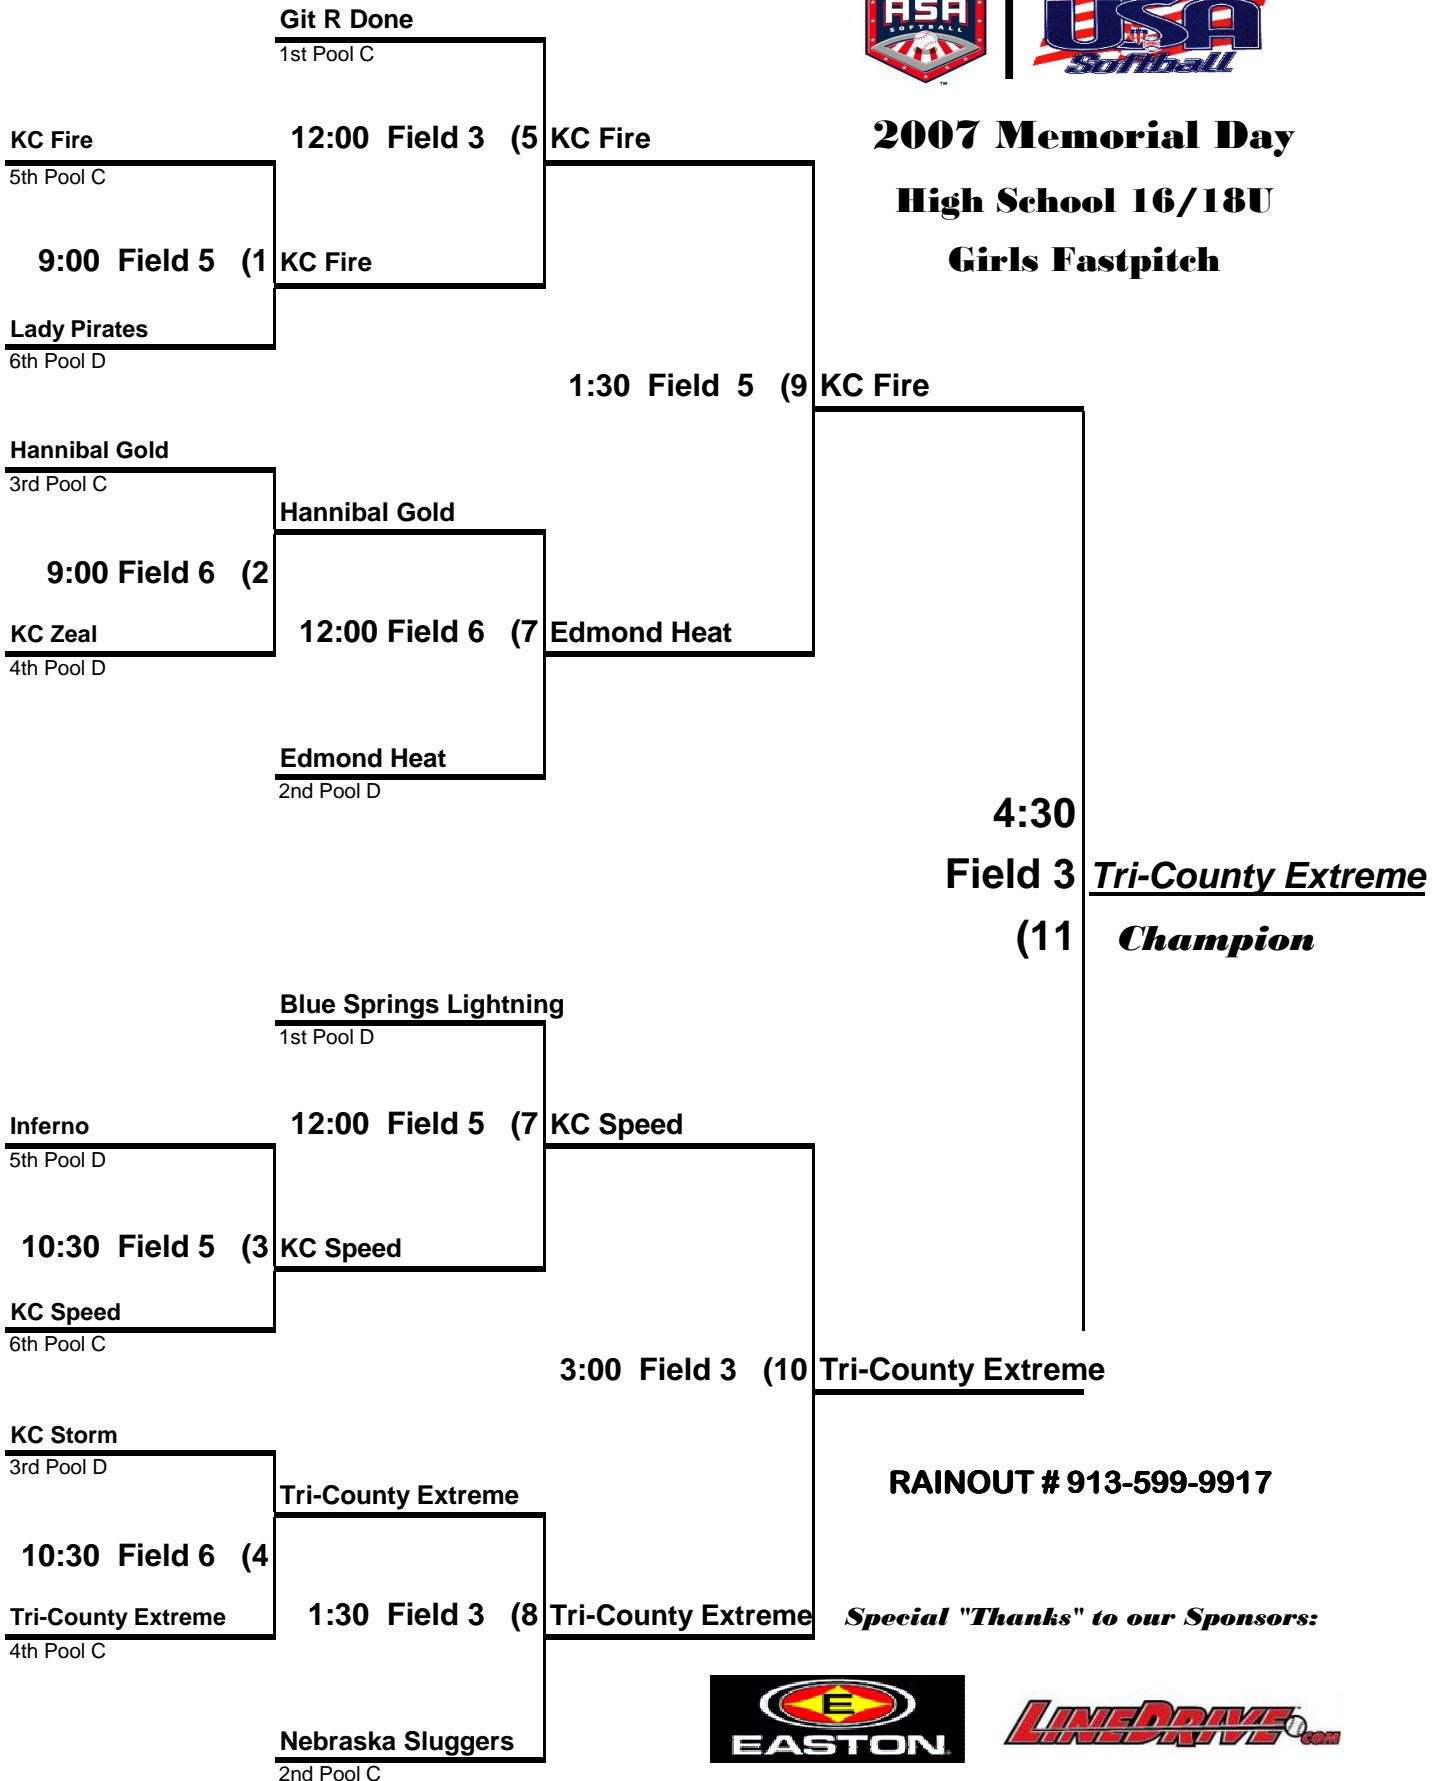 Git R Done
1st Pool C
ASA
SOFTBALL
™
USA
Softball
2007 Memorial Day
High School 16/18U
Girls Fastpitch
KC Fire
5th Pool C
12:00 Field 3 (5
KC Fire
9:00 Field 5 (1
KC Fire
Lady Pirates
6th Pool D
1:30 Field 5 (9
KC Fire
Hannibal Gold
3rd Pool C
Hannibal Gold
9:00 Field 6 (2
KC Zeal
4th Pool D
12:00 Field 6 (7
Edmond Heat
Edmond Heat
2nd Pool D
4:30
Field 3
(11
Tri-County Extreme
Champion
Blue Springs Lightning
1st Pool D
Inferno
5th Pool D
12:00 Field 5 (7
KC Speed
10:30 Field 5 (3
KC Speed
KC Speed
6th Pool C
3:00 Field 3 (10
Tri-County Extreme
KC Storm
3rd Pool D
Tri-County Extreme
RAINOUT # 913-599-9917
10:30 Field 6 (4
Tri-County Extreme
4th Pool C
1:30 Field 3 (8
Tri-County Extreme
Special "Thanks" to our Sponsors:
Nebraska Sluggers
2nd Pool C
E
EASTON
LINEDRIVE.COM